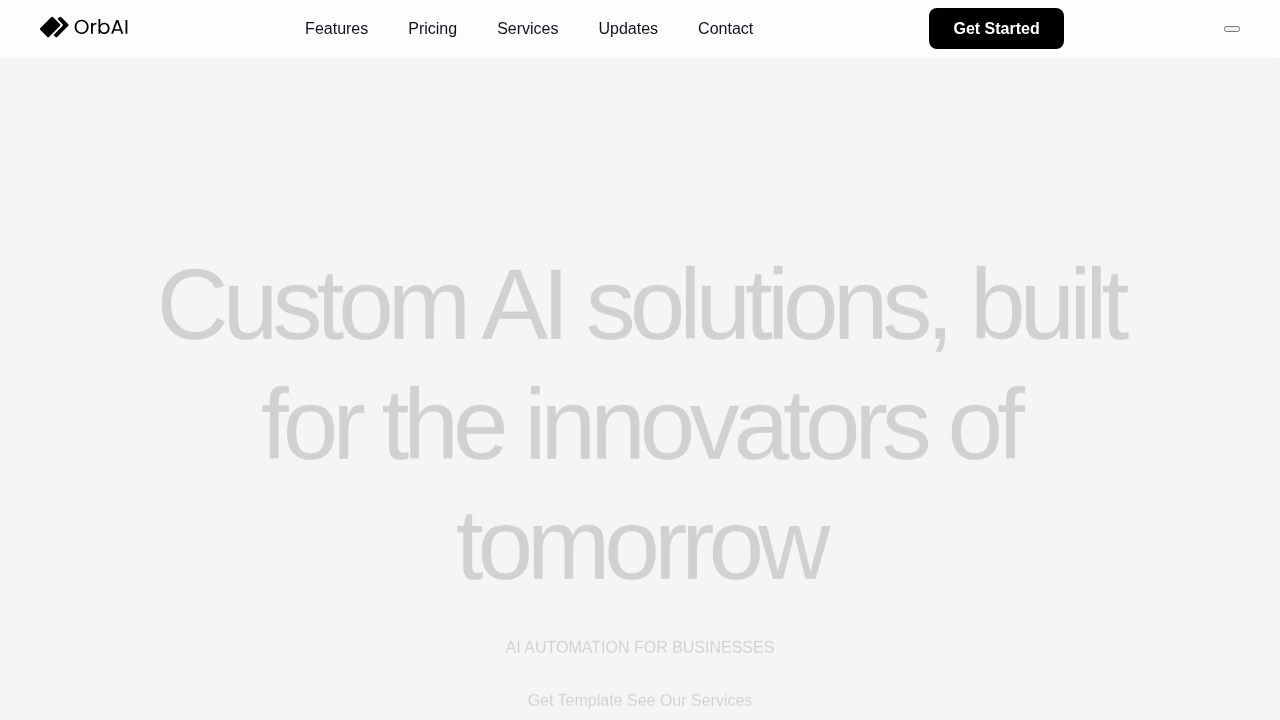 OrbAI
Features
Pricing
Services
Updates
Contact
Get Started
Custom AI solutions, built
for the innovators of
tomorrow
AI AUTOMATION FOR BUSINESSES
Get Template See Our Services